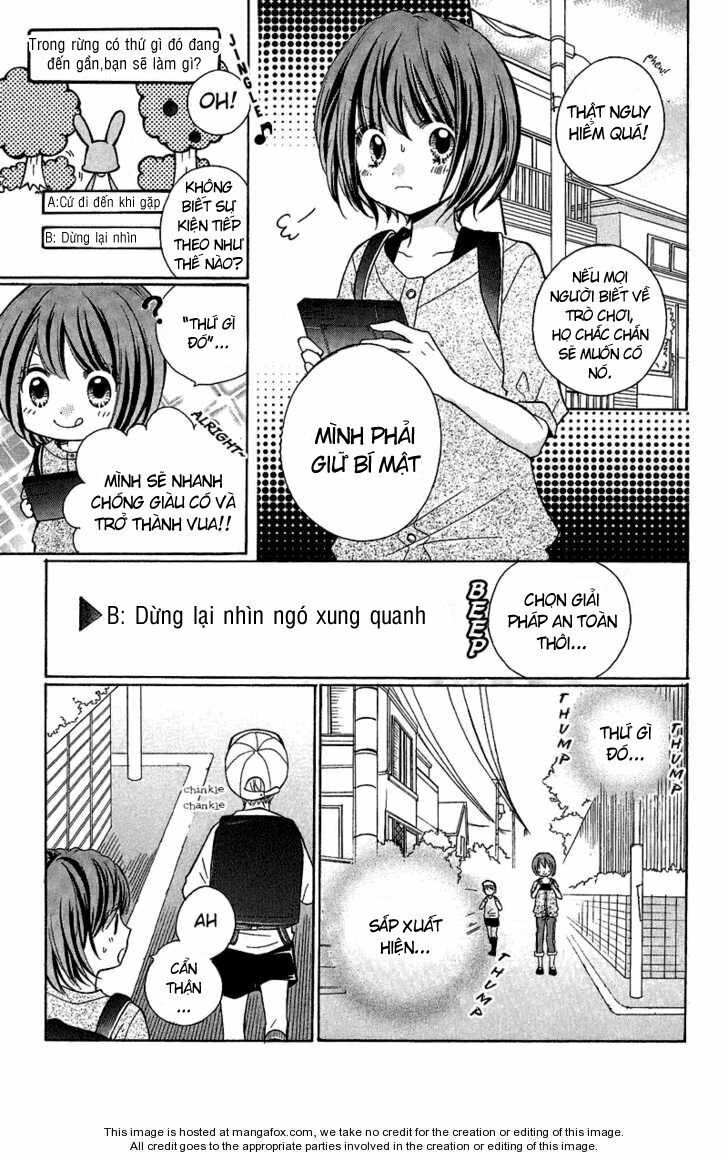 phew!
THẬT NGUY
HIỂM QUÁ!
NẾU MỌI
NGƯỜI BIẾT VỀ
TRÒ CHƠI,
HỌ CHẮC CHẮN
SẼ MUỐN CÓ
NÓ.
MÌNH PHẢI
GIỮ BÍ MẬT
JINGLE
Trong rừng có thứ gì đó đang
đến gần,bạn sẽ làm gì?
OH!
A:Cứ đi đến khi gặp
B: Dừng lại nhìn
KHÔNG
BIẾT SỰ
KIỆN TIẾP
THEO NHƯ
THẾ NÀO?
?
"THỨ GÌ
ĐÓ"...
ALRIGHT~
MÌNH SẼ NHANH
CHÓNG GIÀU CÓ VÀ
TRỞ THÀNH VUA!!
CHỌN GIẢI
PHÁP AN TOÀN
THÔI...
BEEP
B: Dừng lại nhìn ngó xung quanh
THỨ GÌ
ĐÓ...
THUMP
THUMP
SẮP XUẤT
HIỆN...
THUMP
chinkle
chankle
AH
CẨN
THẬN...
This image is hosted at mangafox.com, we take no credit for the creation or editing of this image.
All credit goes to the appropriate parties involved in the creation or editing of this image.